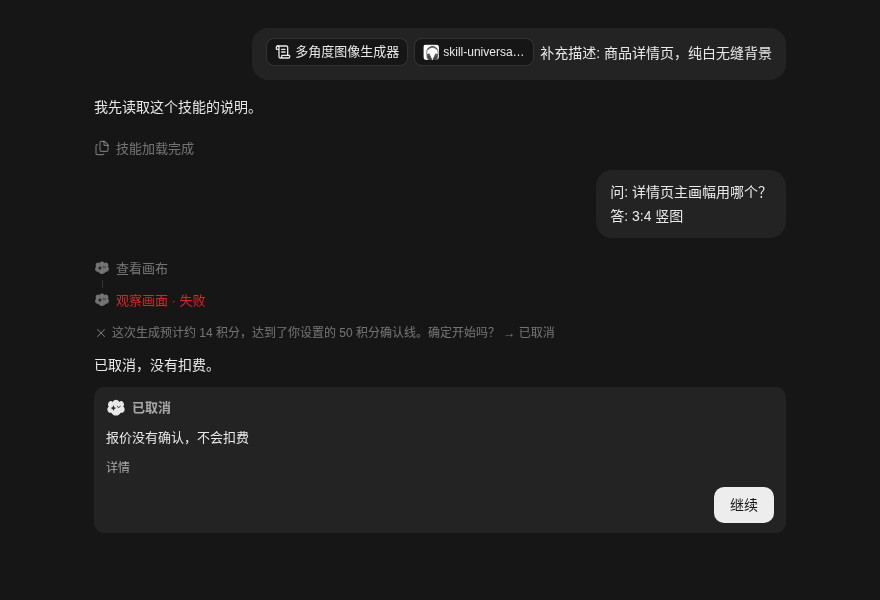 多角度图像生成器 skill-universa... 补充描述: 商品详情页，纯白无缝背景
我先读取这个技能的说明。
技能加载完成
问: 详情页主画幅用哪个？
答: 3:4 竖图
查看画布
观察画面 · 失败
× 这次生成预计约 14 积分，达到了你设置的 50 积分确认线。确定开始吗？ → 已取消
已取消，没有扣费。
已取消
报价没有确认，不会扣费
详情
继续